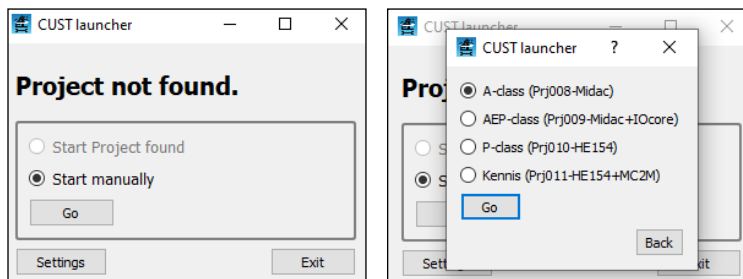 CUST launcher
Project not found.
Start Project found
Start manually
Go
Settings
Exit
CUST launcher
CUST launcher
?
A-class (Prj008-Midac)
AEP-class (Prj009-Midac+IOcore)
P-class (Prj010-HE154)
Kennis (Prj011-HE154+MC2M)
Go
Back